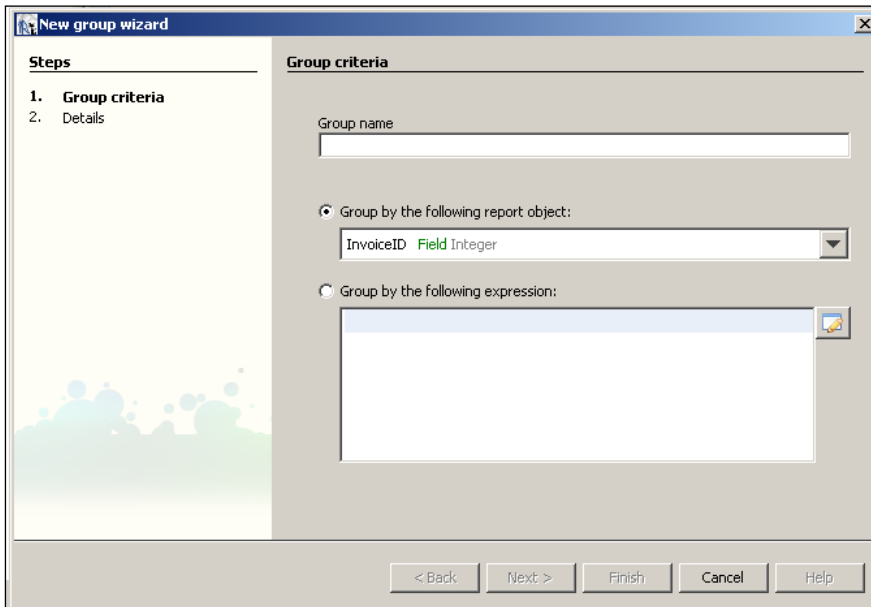 New group wizard
Steps
1. Group criteria
2. Details
Group criteria
Group name
Group by the following report object:
InvoiceID Field Integer
Group by the following expression:
< Back Next > Finish Cancel Help